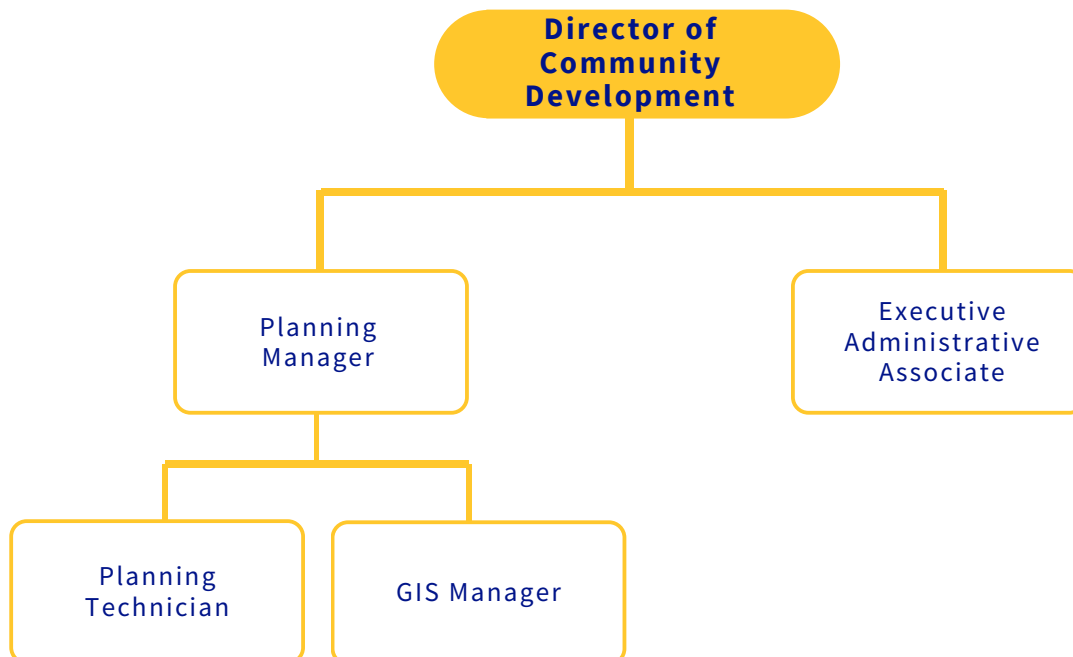 Director of
Community
Development
Planning
Manager
Executive
Administrative
Associate
Planning
Technician
GIS Manager